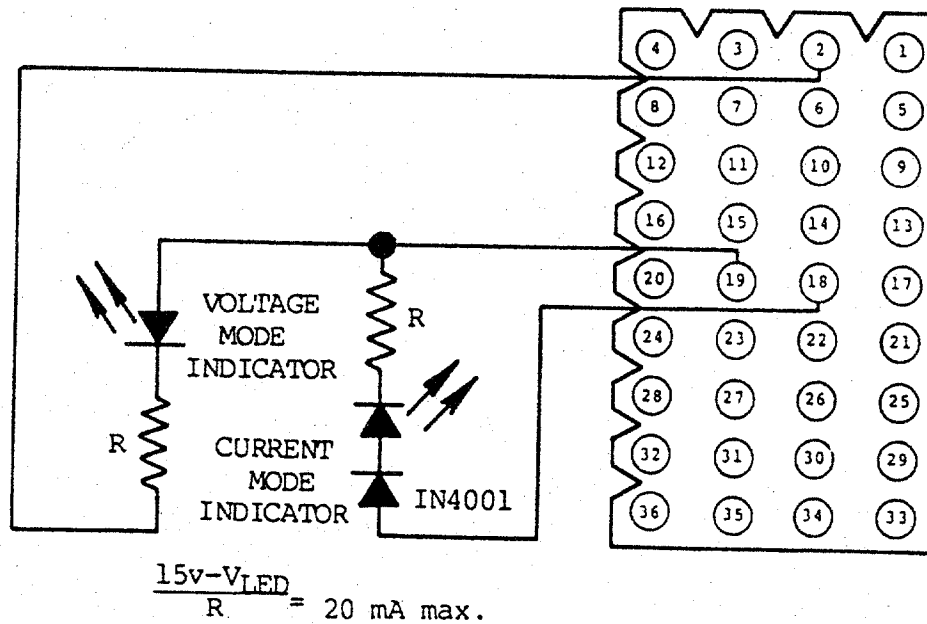 4 3 2 1
8 7 6 5
12 11 10 9
16 15 14 13
20 19 18 17
24 23 22 21
28 27 26 25
32 31 30 29
36 35 34 33
VOLTAGE
MODE
INDICATOR
R
R
CURRENT
MODE
INDICATOR
IN4001
15v-VLED
R
= 20 mA max.